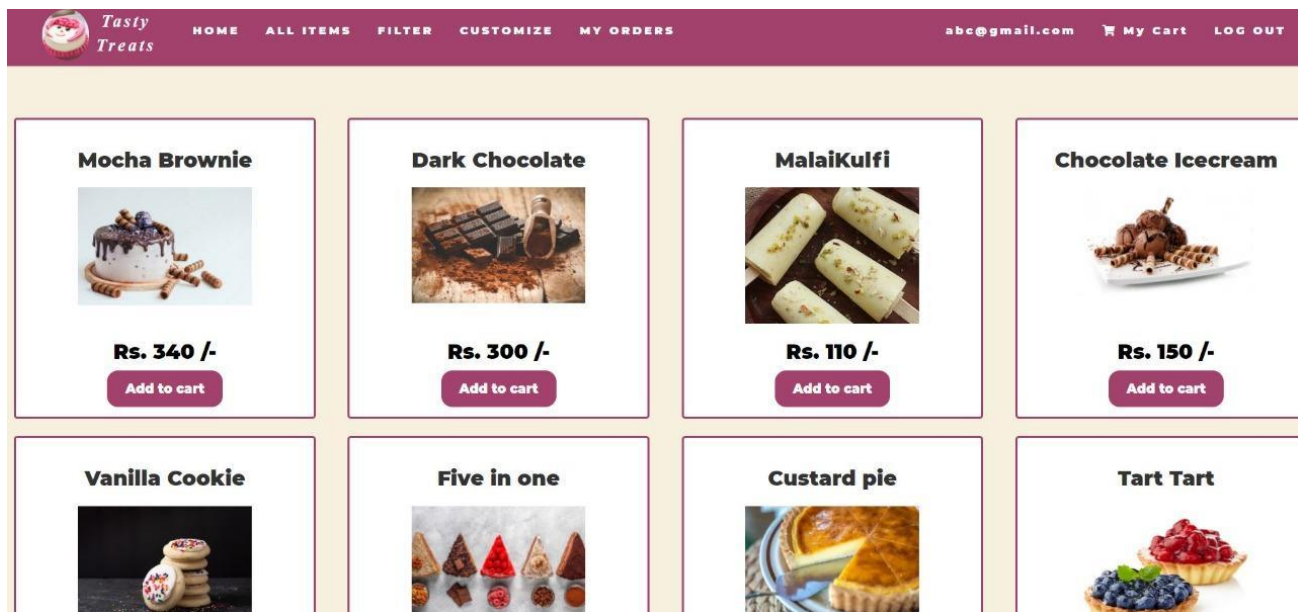 Tasty
Treats
HOME ALL ITEMS FILTER CUSTOMIZE MY ORDERS abc@gmail.com My Cart LOG OUT
Mocha Brownie Dark Chocolate MalaiKulfi Chocolate Icecream
Rs. 340 /- Rs. 300 /- Rs. 110 /- Rs. 150 /-
Add to cart Add to cart Add to cart Add to cart
Vanilla Cookie Five in one Custard pie Tart Tart